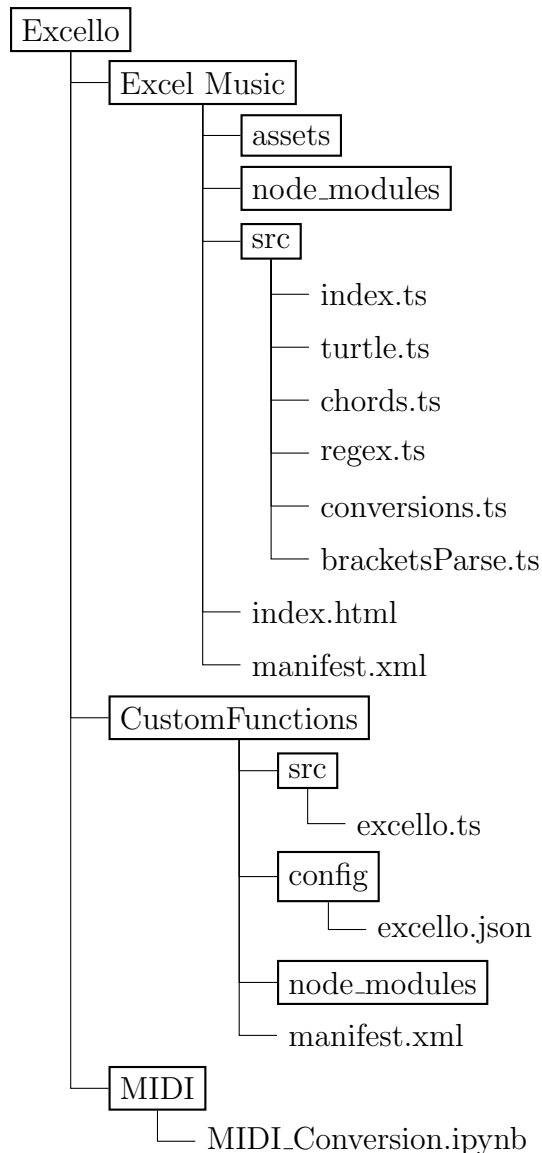 Excello
Excel Music
assets
node_modules
src
index.ts
turtle.ts
chords.ts
regex.ts
conversions.ts
bracketsParse.ts
index.html
manifest.xml
CustomFunctions
src
excello.ts
config
excello.json
node_modules
manifest.xml
MIDI
MIDI_Conversion.ipynb